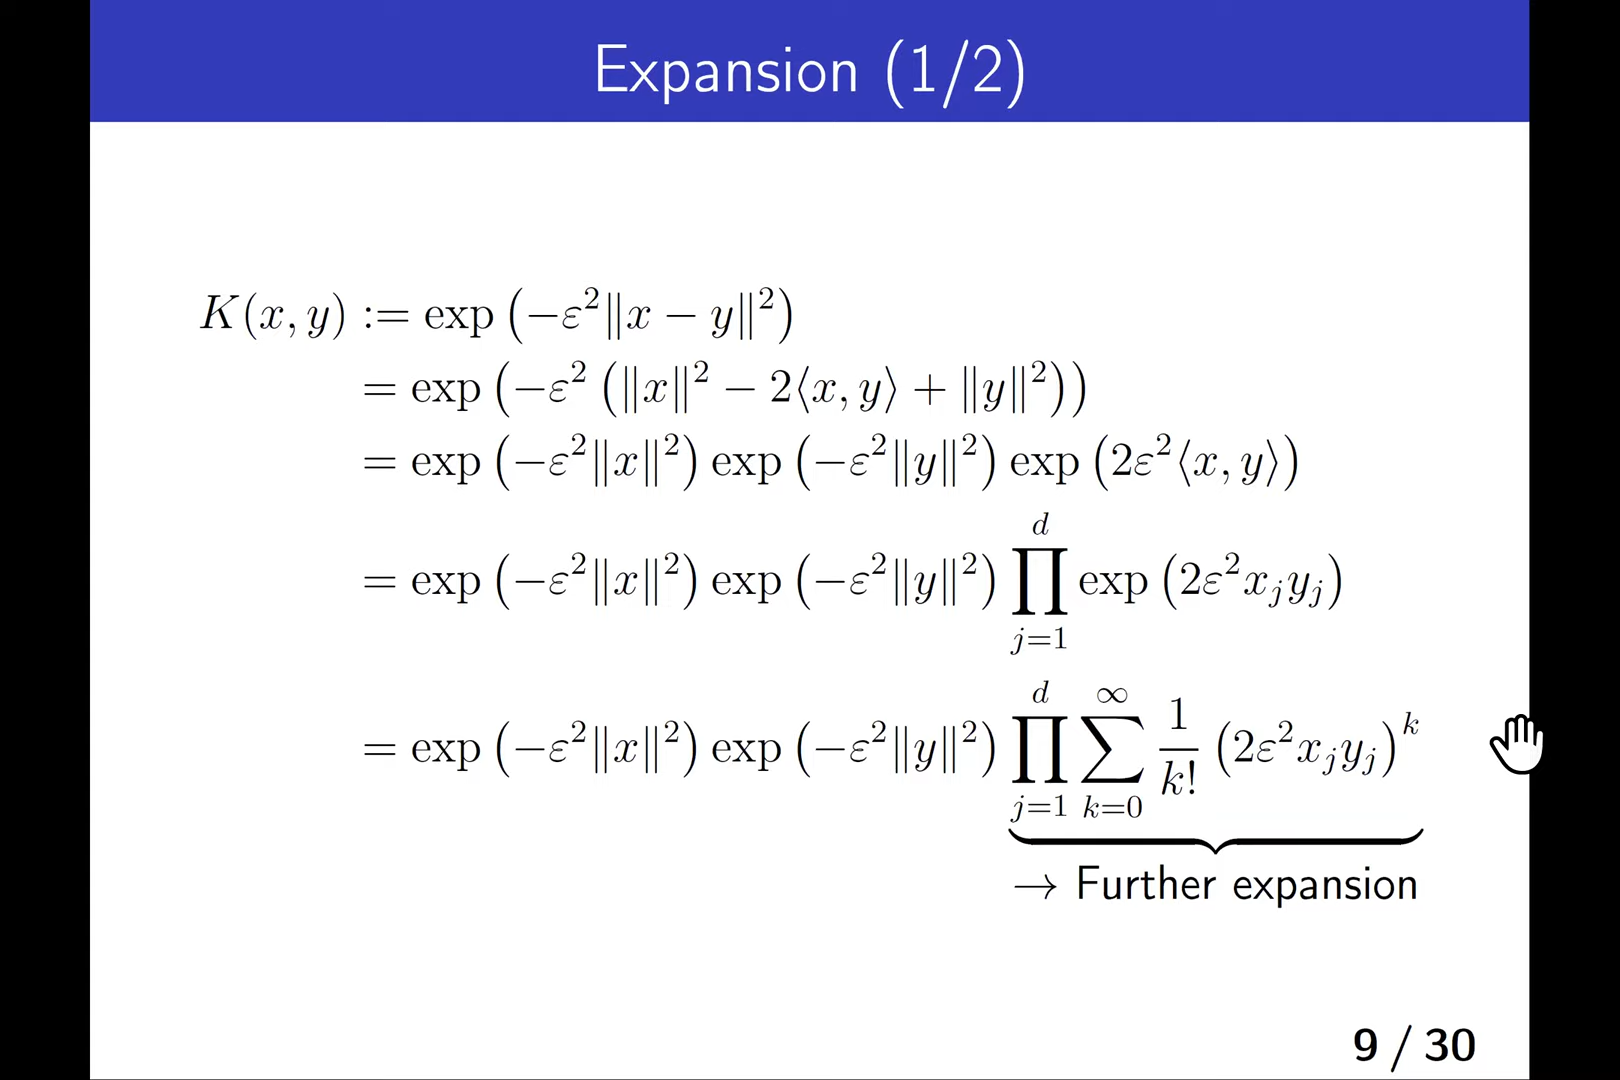 Expansion (1/2)
K(x, y) := exp (−ε²‖x − y‖²)
= exp (−ε² (‖x‖² − 2⟨x, y⟩ + ‖y‖²))
= exp (−ε²‖x‖²) exp (−ε²‖y‖²) exp (2ε²⟨x, y⟩)
= exp (−ε²‖x‖²) exp (−ε²‖y‖²) ∏_{j=1}^{d} exp (2ε²x_j y_j)
= exp (−ε²‖x‖²) exp (−ε²‖y‖²) ∏_{j=1}^{d} ∑_{k=0}^{∞} 1/k! (2ε²x_j y_j)^k
→ Further expansion
9 / 30